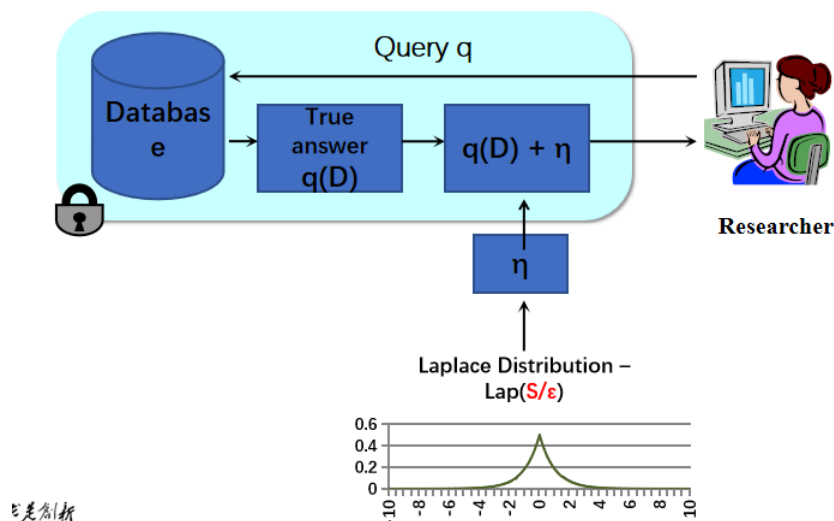 Query q
Databas
e
True
answer
q(D)
q(D) + η
Researcher
η
Laplace Distribution –
Lap(S/ε)
0.6
0.4
0.2
0
-10
-8
-6
-4
-2
0
2
4
6
8
10